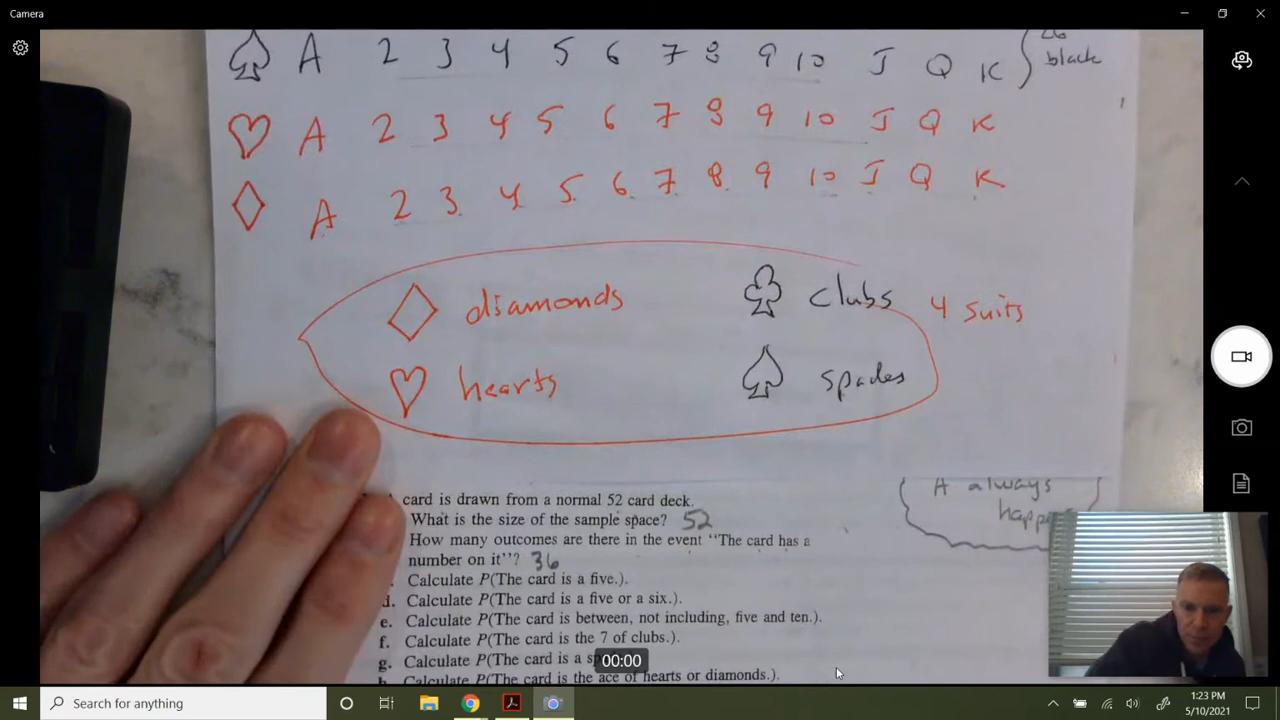 Camera
A 2 3 4 5 6 7 8 9 10 J Q K
black
A 2 3 4 5 6 7 8 9 10 J Q K
A 2 3 4 5 6 7 8 9 10 J Q K
diamonds clubs
4 suits
hearts spades
card is drawn from a normal 52 card deck.
What is the size of the sample space? 52
How many outcomes are there in the event "The card has a
number on it"? 36
Calculate P(The card is a five.).
d. Calculate P(The card is a five or a six.).
e. Calculate P(The card is between, not including, five and ten.).
f. Calculate P(The card is the 7 of clubs.).
g. Calculate P(The card is a
Calculate P(The card is the ace of hearts or diamonds.).
A always
00:00
Search for anything
1:23 PM
5/10/2021